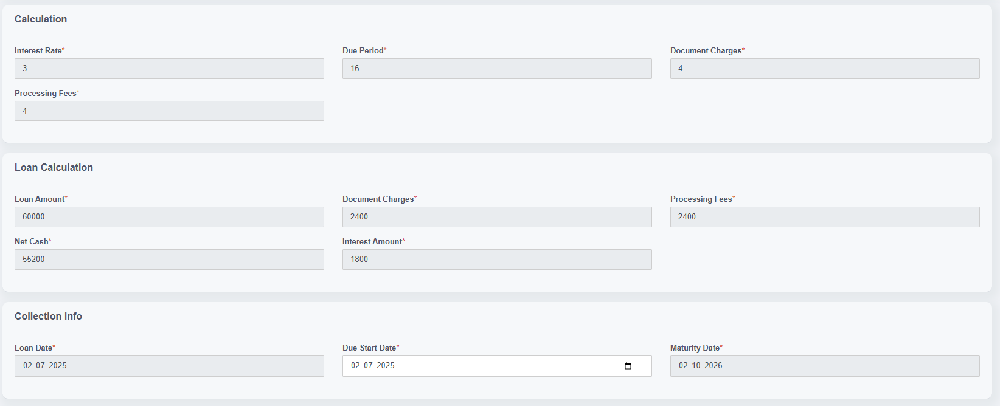 Calculation
Interest Rate* Due Period* Document Charges*
3 16 4
Processing Fees*
4
Loan Calculation
Loan Amount* Document Charges* Processing Fees*
60000 2400 2400
Net Cash* Interest Amount*
55200 1800
Collection Info
Loan Date* Due Start Date* Maturity Date*
02-07-2025 02-07-2025 02-10-2026